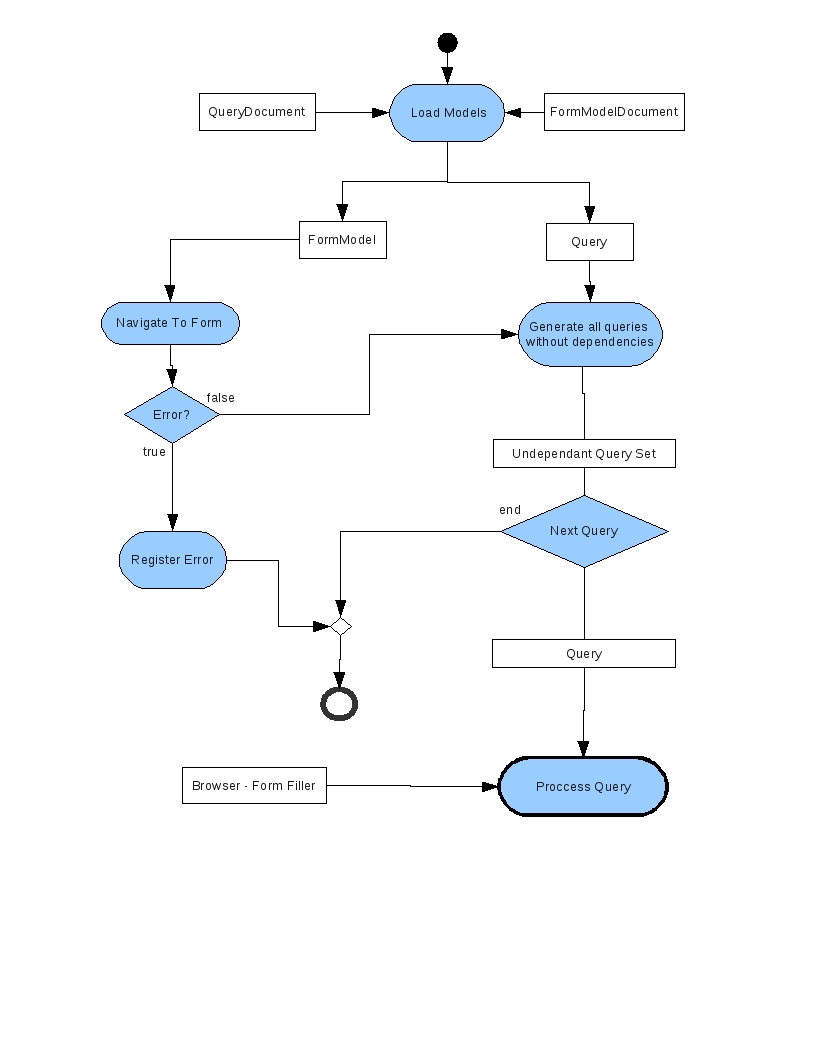 QueryDocument
Load Models
FormModelDocument
FormModel
Query
Navigate To Form
Generate all queries
without dependencies
false
Error?
true
Undependant Query Set
end
Next Query
Register Error
Query
Browser - Form Filler
Proccess Query